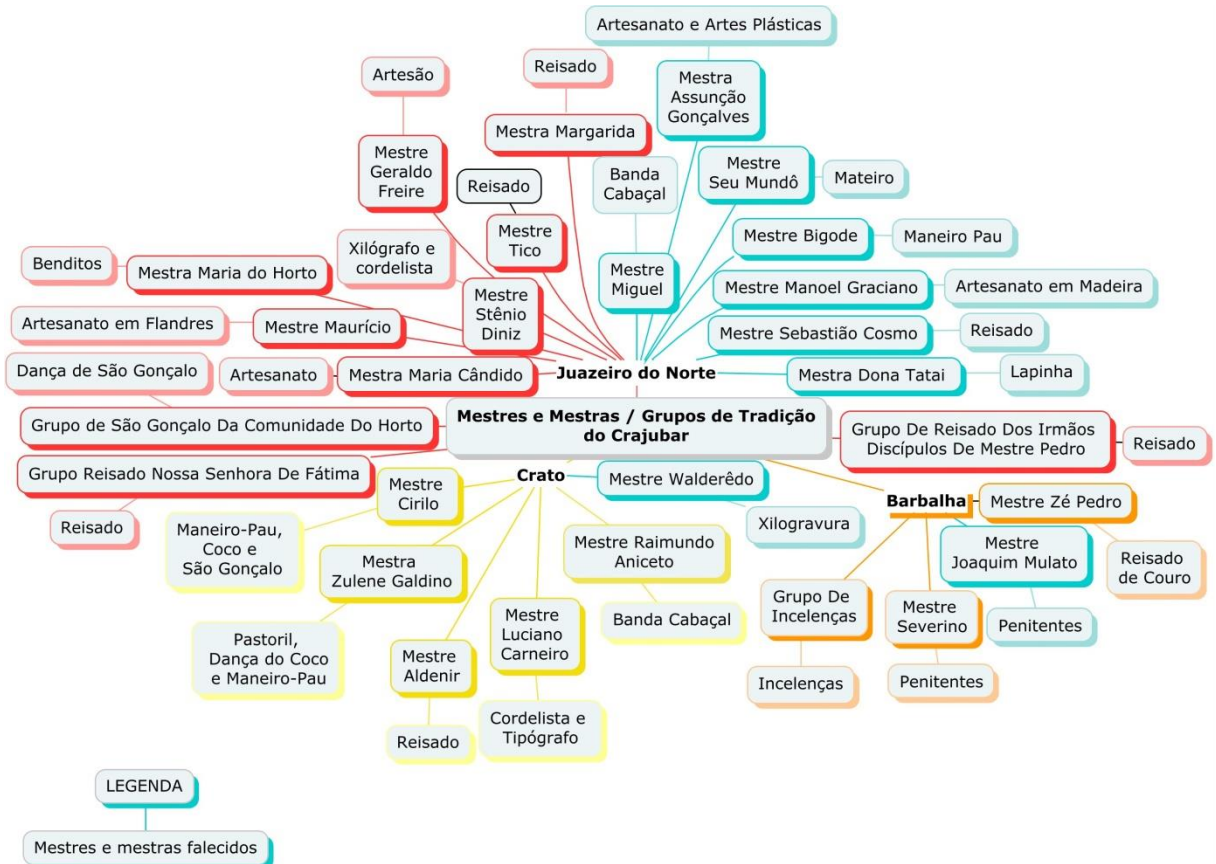 Artesanato e Artes Plásticas
Artesão
Reisado
Mestra
Assunção
Gonçalves
Mestra Margarida
Mestre
Geraldo
Freire
Reisado
Banda
Cabaçal
Mestre
Seu Mundô
Mateiro
Xilógrafo e
cordelista
Mestre
Tico
Mestre Bigode
Maneiro Pau
Benditos
Mestra Maria do Horto
Mestre
Stênio
Diniz
Mestre
Miguel
Mestre Manoel Graciano
Artesanato em Madeira
Artesanato em Flandres
Mestre Maurício
Mestre Sebastião Cosmo
Reisado
Dança de São Gonçalo
Artesanato
Mestra Maria Cândido
Juazeiro do Norte
Mestra Dona Tatai
Lapinha
Grupo de São Gonçalo Da Comunidade Do Horto
Mestres e Mestras / Grupos de Tradição
do Crajubar
Grupo De Reisado Dos Irmãos
Discípulos De Mestre Pedro
Reisado
Grupo Reisado Nossa Senhora De Fátima
Crato
Mestre Walderêdo
Mestre
Cirilo
Barbalha
Mestre Zé Pedro
Reisado
Maneiro-Pau,
Coco e
São Gonçalo
Xilogravura
Mestre Raimundo
Aniceto
Mestre
Joaquim Mulato
Reisado
de Couro
Mestra
Zulene Galdino
Grupo De
Incelenças
Mestre
Severino
Mestre
Luciano
Carneiro
Banda Cabaçal
Penitentes
Pastoril,
Dança do Coco
e Maneiro-Pau
Mestre
Aldenir
Incelenças
Penitentes
Reisado
Cordelista e
Tipógrafo
LEGENDA
Mestres e mestras falecidos